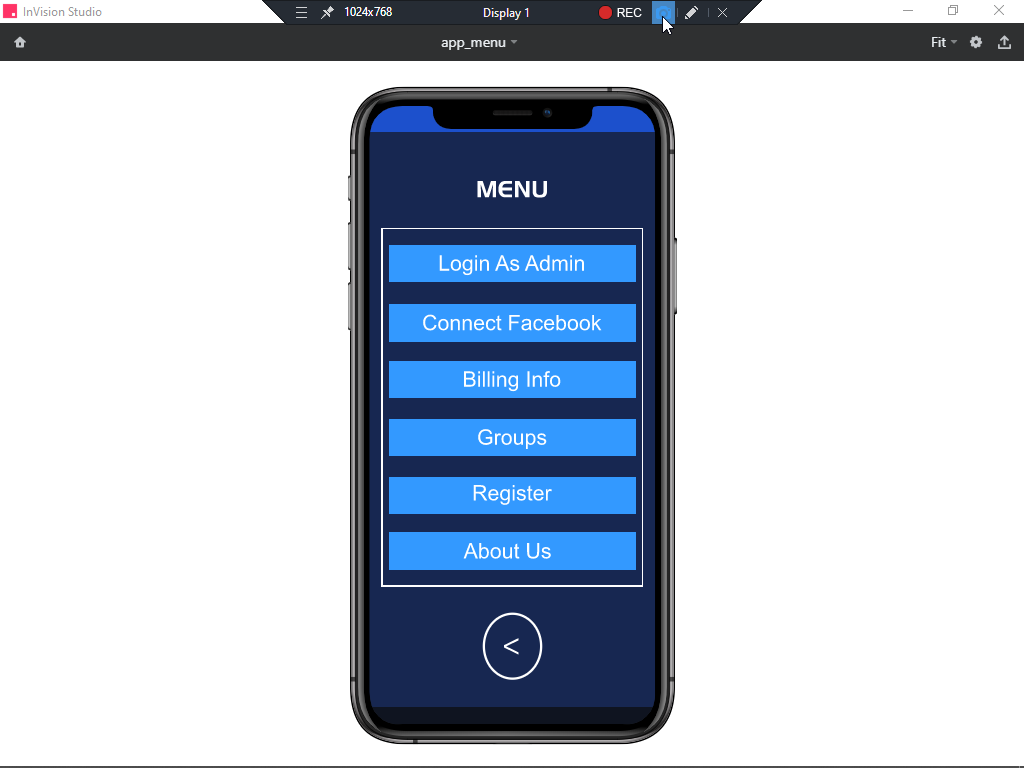 InVision Studio
1024x768
Display 1
REC
app_menu
Fit
MENU
Login As Admin
Connect Facebook
Billing Info
Groups
Register
About Us
<